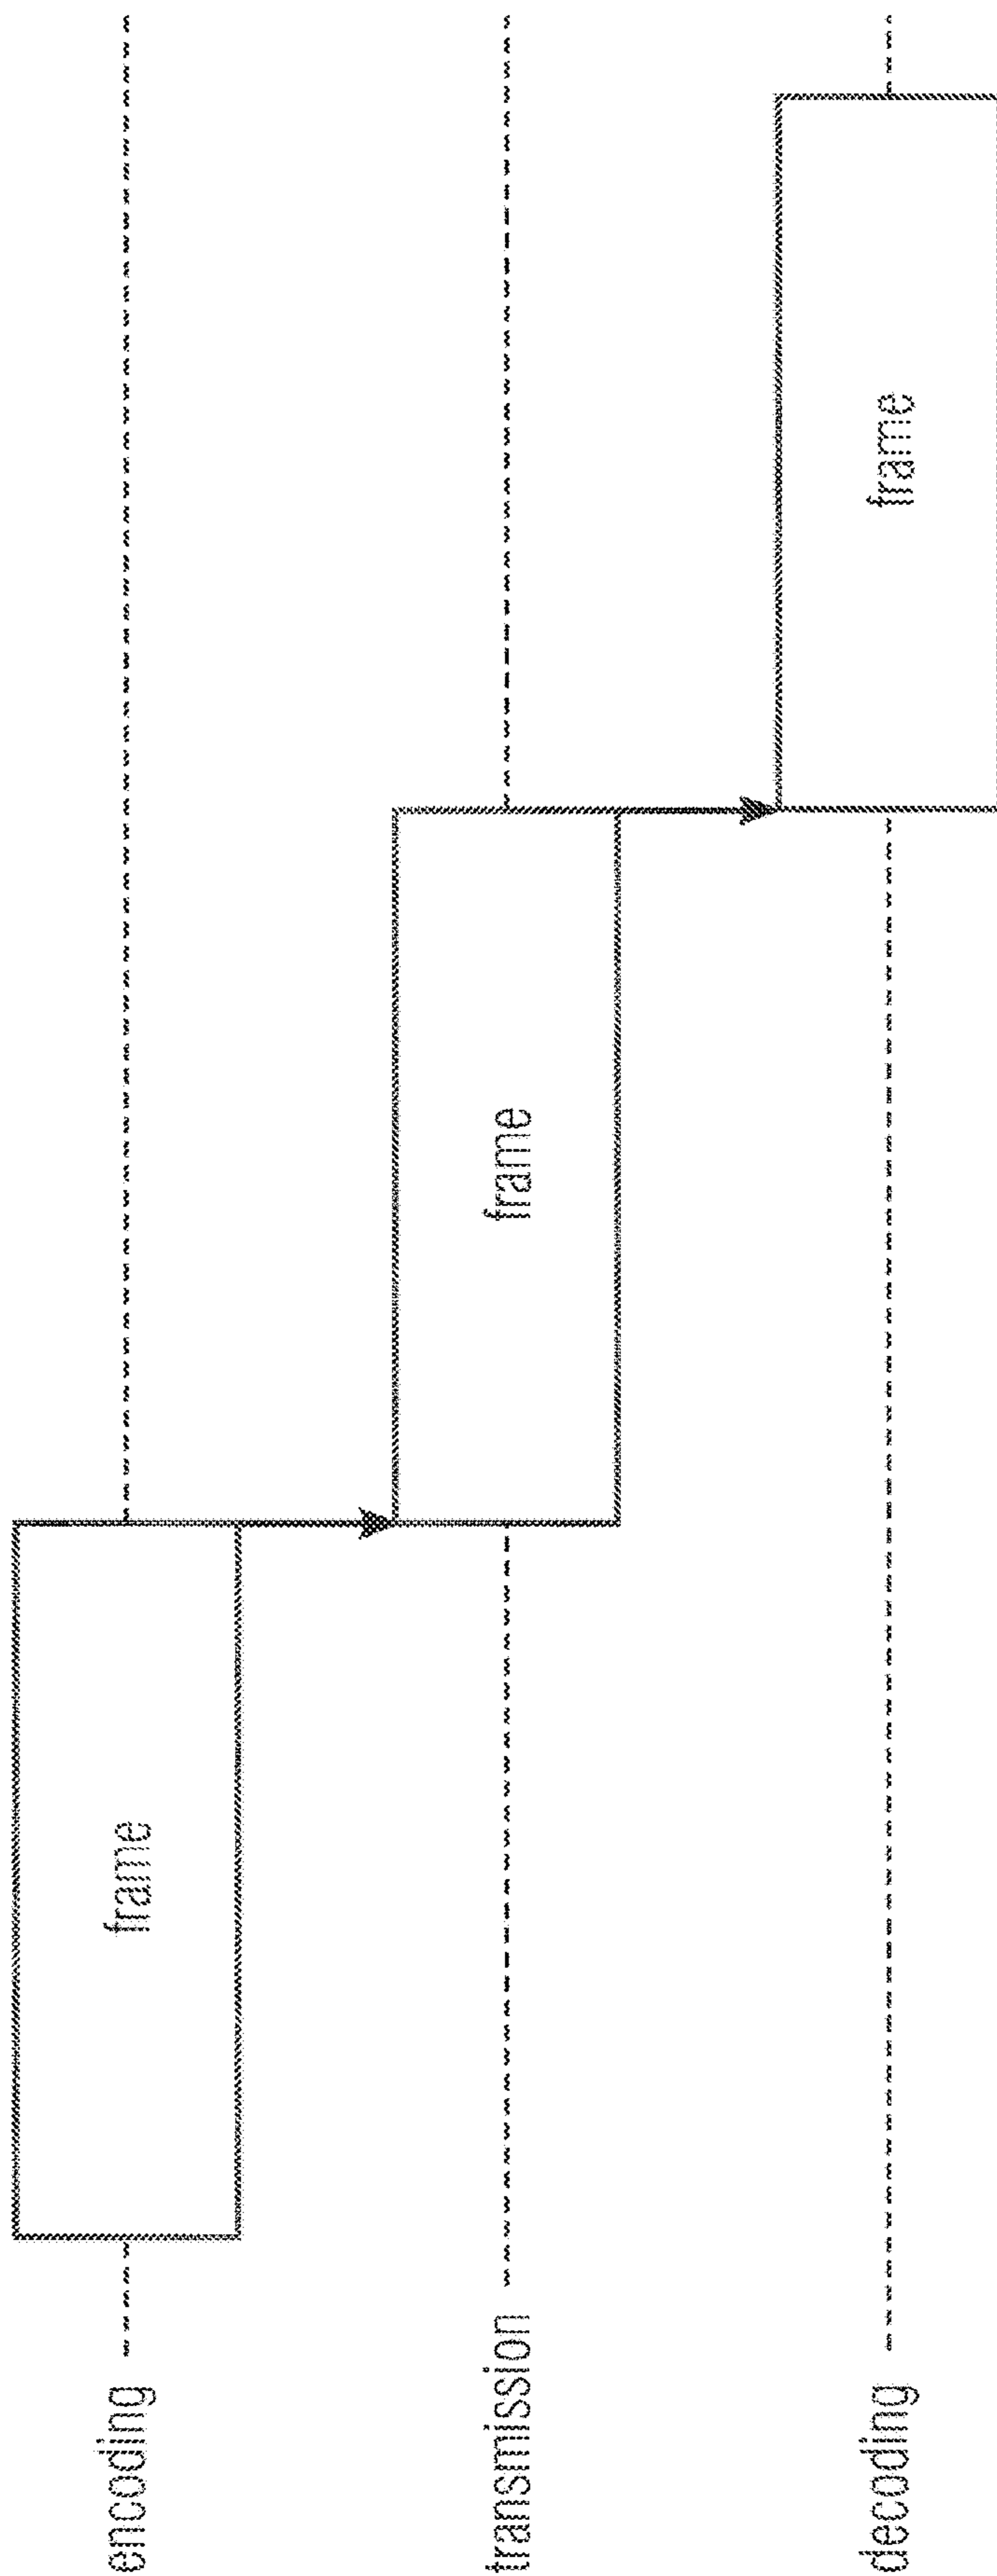 encoding
frame
transmission
frame
decoding
frame